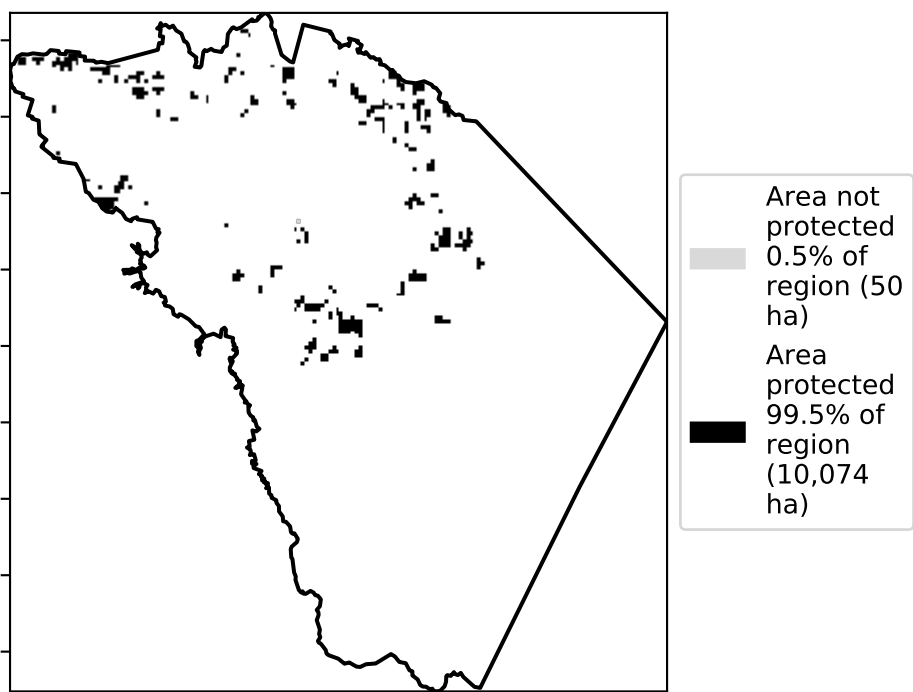 Area not
protected
0.5% of
region (50
ha)
Area
protected
99.5% of
region
(10,074
ha)